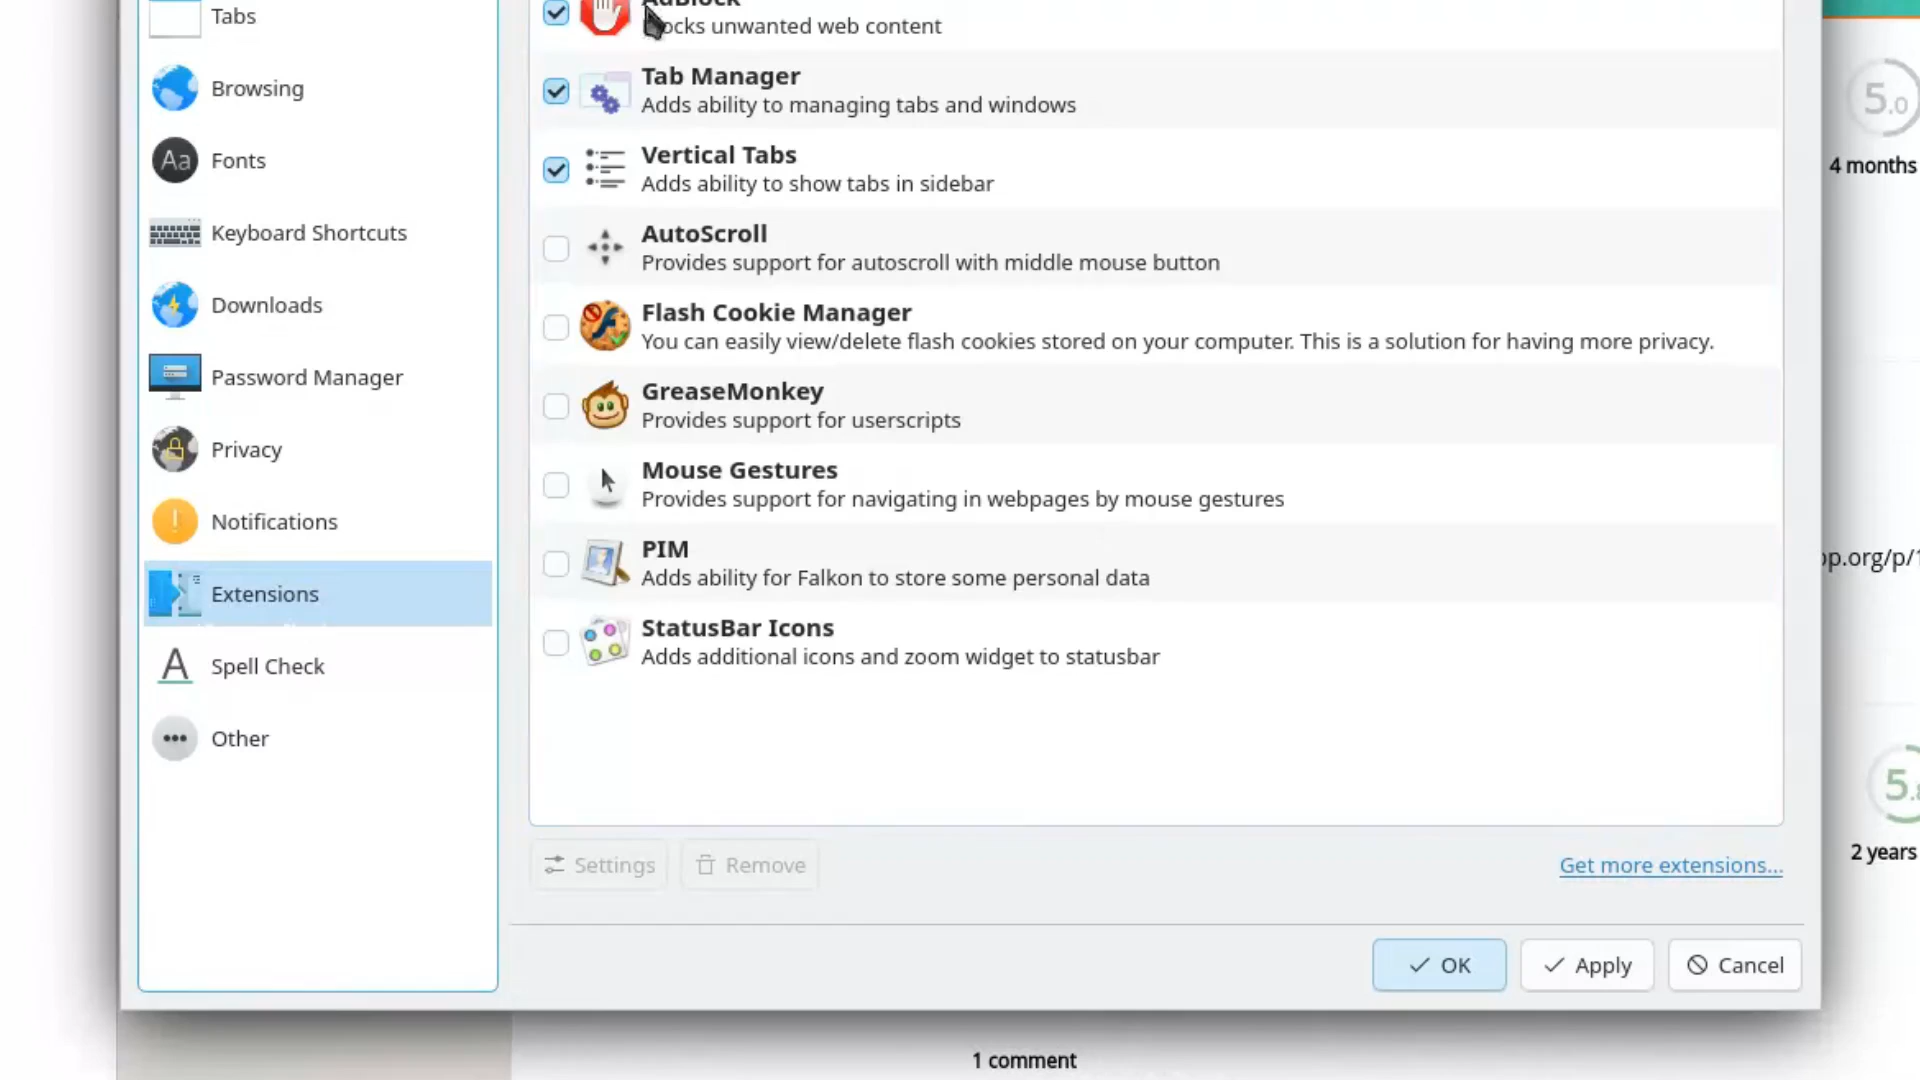 Tabs
Browsing
Fonts
Keyboard Shortcuts
Downloads
Password Manager
Privacy
Notifications
Extensions
Spell Check
Other
AdBlock
ocks unwanted web content
Tab Manager
Adds ability to managing tabs and windows
Vertical Tabs
Adds ability to show tabs in sidebar
AutoScroll
Provides support for autoscroll with middle mouse button
Flash Cookie Manager
You can easily view/delete flash cookies stored on your computer. This is a solution for having more privacy.
GreaseMonkey
Provides support for userscripts
Mouse Gestures
Provides support for navigating in webpages by mouse gestures
PIM
Adds ability for Falkon to store some personal data
StatusBar Icons
Adds additional icons and zoom widget to statusbar
Settings
Remove
Get more extensions...
OK
Apply
Cancel
5.0
4 months
op.org/p/1
2 years
1 comment